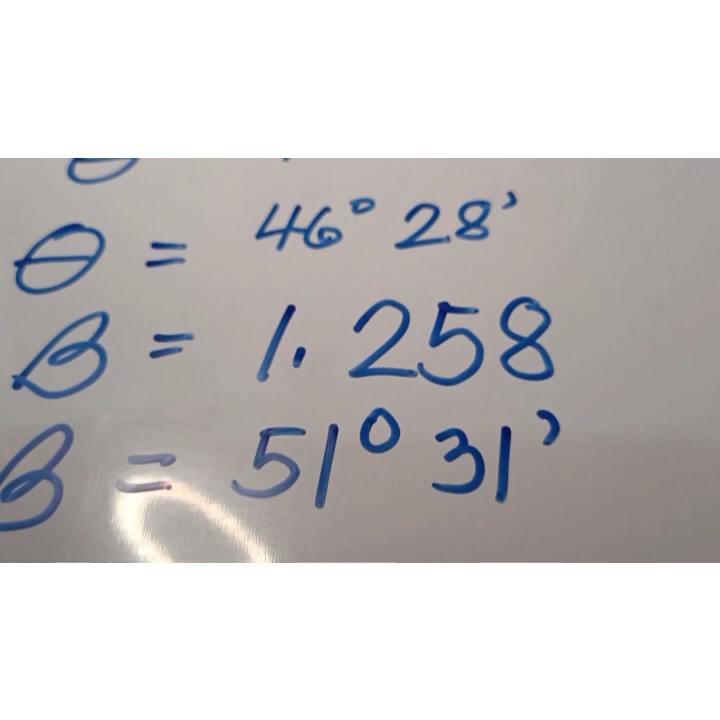 θ = 46° 28'
β = 1.258
β = 51° 31'